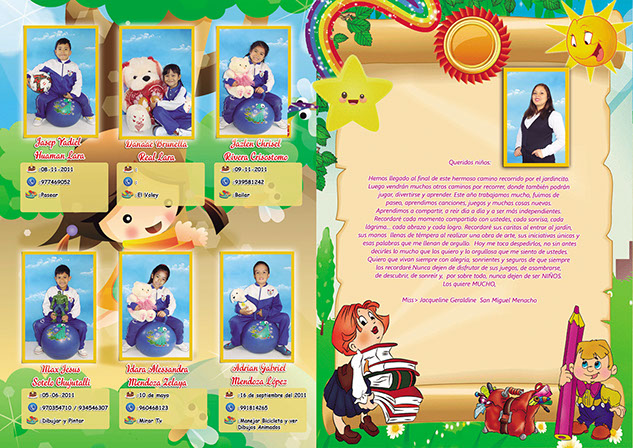 Jasep Yadiel
Huaman Lara
: 08-11-2011
: 977469052
: Pasear
Danaae Brunella
Real Lara
:
:
: El Voley
Jazlen Chrisel
Rivera Crisostomo
: 09-11-2011
: 939581242
: Bailar
Max Jesus
Sotelo Chujutalli
: 05-06-2011
: 970354710 / 934546307
: Dibujar y Pintar
Idara Alessandra
Mendoza Zelaya
: 10 de mayo
: 960468123
: Mirar Tv
Adrian Gabriel
Mendoza López
: 16 de septiembre del 2011
: 991814265
: Manejar Bicicleta y ver
Dibujos Animados
Queridos niños:
Hemos llegado al final de este hermoso camino recorrido por el jardincito.
Luego vendrán muchos otros caminos por recorrer, donde también podrán
jugar, divertirse y aprender. Este año trabajamos mucho, fuimos de
paseo, aprendimos canciones, juegos y muchas cosas nuevas.
Aprendimos a compartir, a reir día a día y a ser más independientes.
Recordaré cada momento compartido con ustedes, cada sonrisa, cada
lágrima... cada abrazo y cada logro. Recordaré sus caritas al entrar al jardín,
sus manos llenas de témpera al realizar una obra de arte, sus iniciativas únicas y
esas palabras que me llenan de orgullo. Hoy me toca despedirlos, no sin antes
decirles lo mucho que los quiero y lo orgullosa que me siento de ustedes.
Quiero que vivan siempre con alegria, sonrientes y seguros de que siempre
los recordaré.Nunca dejen de disfrutar de sus juegos, de asombrarse,
de descubrir, de sonreir y, por sobre todo, nunca dejen de ser NIÑOS.
Los quiere MUCHO,
Miss> Jacqueline Geraldine San Miguel Menacho